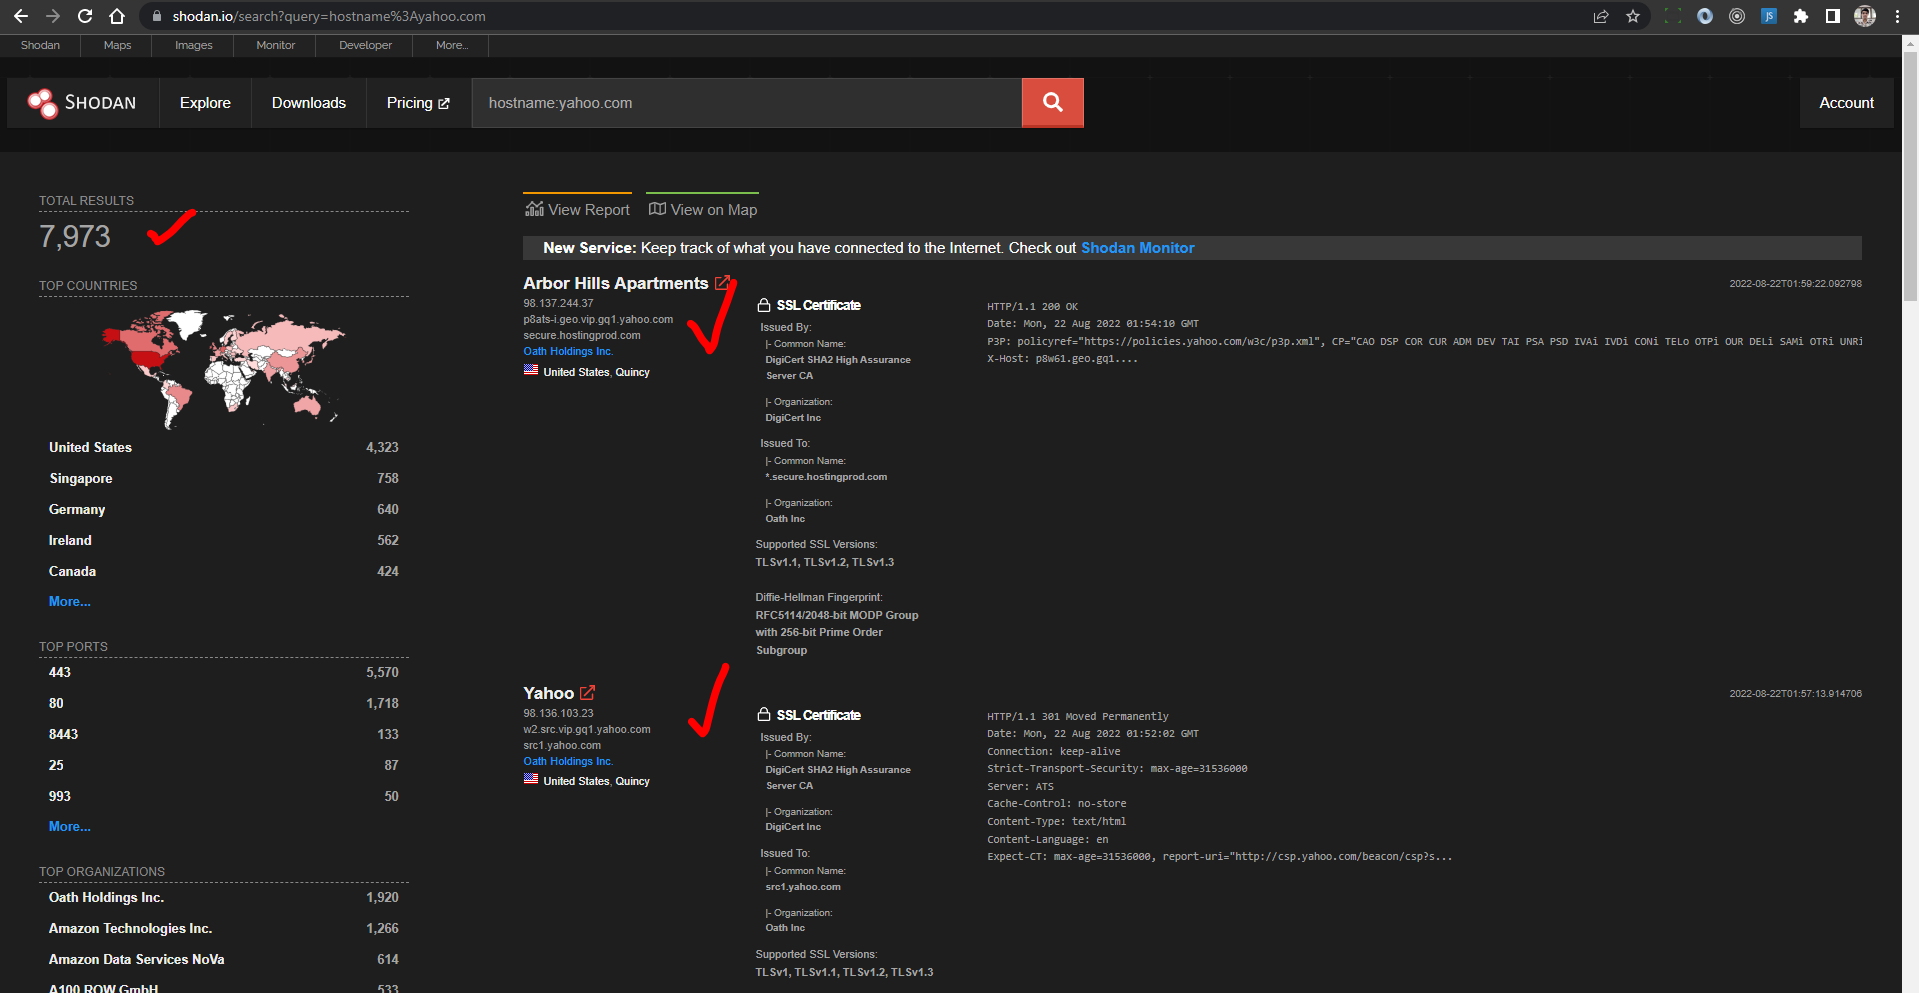 shodan.io/search?query=hostname%3Ayahoo.com
JS
Shodan
Maps
Images
Monitor
Developer
More...
SHODAN
Explore
Downloads
Pricing
hostname:yahoo.com
Account
TOTAL RESULTS
7,973
TOP COUNTRIES
United States 4,323
Singapore 758
Germany 640
Ireland 562
Canada 424
More...
TOP PORTS
443 5,570
80 1,718
8443 133
25 87
993 50
More...
TOP ORGANIZATIONS
Oath Holdings Inc. 1,920
Amazon Technologies Inc. 1,266
Amazon Data Services NoVa 614
A100 ROW GmbH 533
View Report
View on Map
New Service: Keep track of what you have connected to the Internet. Check out Shodan Monitor
Arbor Hills Apartments
98.137.244.37
p8ats-i.geo.vip.gq1.yahoo.com
secure.hostingprod.com
Oath Holdings Inc.
United States, Quincy
SSL Certificate
Issued By:
|- Common Name:
DigiCert SHA2 High Assurance
Server CA
|- Organization:
DigiCert Inc
Issued To:
|- Common Name:
*.secure.hostingprod.com
|- Organization:
Oath Inc
Supported SSL Versions:
TLSv1.1, TLSv1.2, TLSv1.3
Diffie-Hellman Fingerprint:
RFC5114/2048-bit MODP Group
with 256-bit Prime Order
Subgroup
2022-08-22T01:59:22.092798
HTTP/1.1 200 OK
Date: Mon, 22 Aug 2022 01:54:10 GMT
P3P: policyref="https://policies.yahoo.com/w3c/p3p.xml", CP="CAO DSP COR CUR ADM DEV TAI PSA PSD IVAi IVDi CONi TELo OTPi OUR DELi SAMi OTRi UNRi
X-Host: p8w61.geo.gq1....
Yahoo
98.136.103.23
w2.src.vip.gq1.yahoo.com
src1.yahoo.com
Oath Holdings Inc.
United States, Quincy
SSL Certificate
Issued By:
|- Common Name:
DigiCert SHA2 High Assurance
Server CA
|- Organization:
DigiCert Inc
Issued To:
|- Common Name:
src1.yahoo.com
|- Organization:
Oath Inc
Supported SSL Versions:
TLSv1, TLSv1.1, TLSv1.2, TLSv1.3
2022-08-22T01:57:13.914706
HTTP/1.1 301 Moved Permanently
Date: Mon, 22 Aug 2022 01:52:02 GMT
Connection: keep-alive
Strict-Transport-Security: max-age=31536000
Server: ATS
Cache-Control: no-store
Content-Type: text/html
Content-Language: en
Expect-CT: max-age=31536000, report-uri="http://csp.yahoo.com/beacon/csp?s...